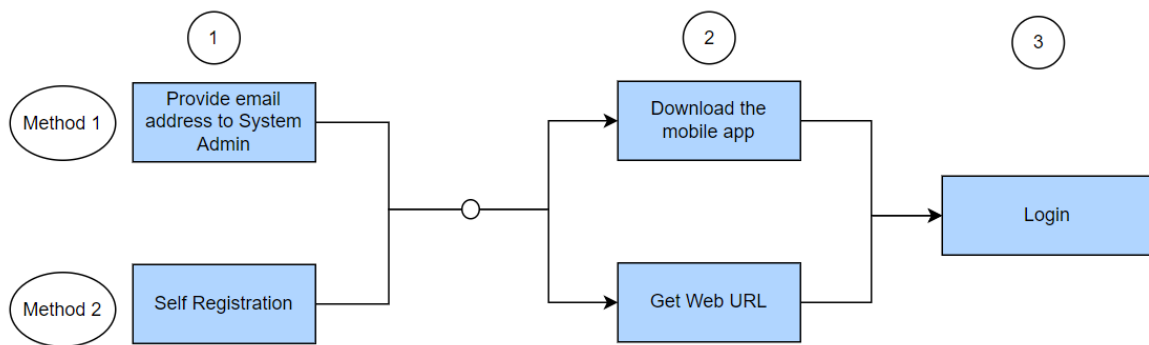 1
2
3
Method 1
Provide email
address to System
Admin
Download the
mobile app
Login
Method 2
Self Registration
Get Web URL